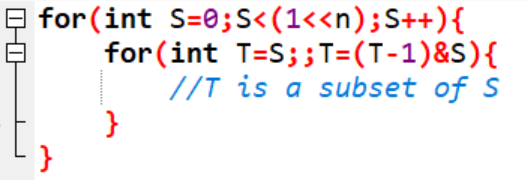 for(int S=0;S<(1<<n);S++){
for(int T=S;;T=(T-1)&S){
//T is a subset of S
}
}